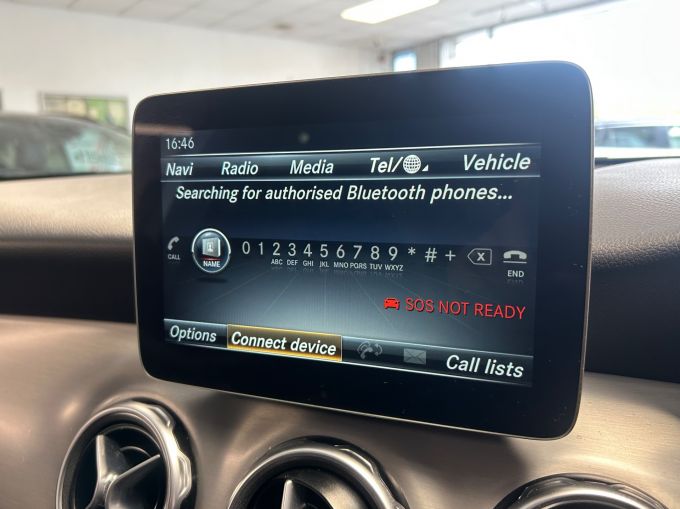 16:46
Navi Radio Media Tel/ Vehicle
Searching for authorised Bluetooth phones...
CALL NAME 0 1 2 3 4 5 6 7 8 9 * # + END
ABC DEF GHI JKL MNO PQRS TUV WXYZ
SOS NOT READY
Options Connect device Call lists